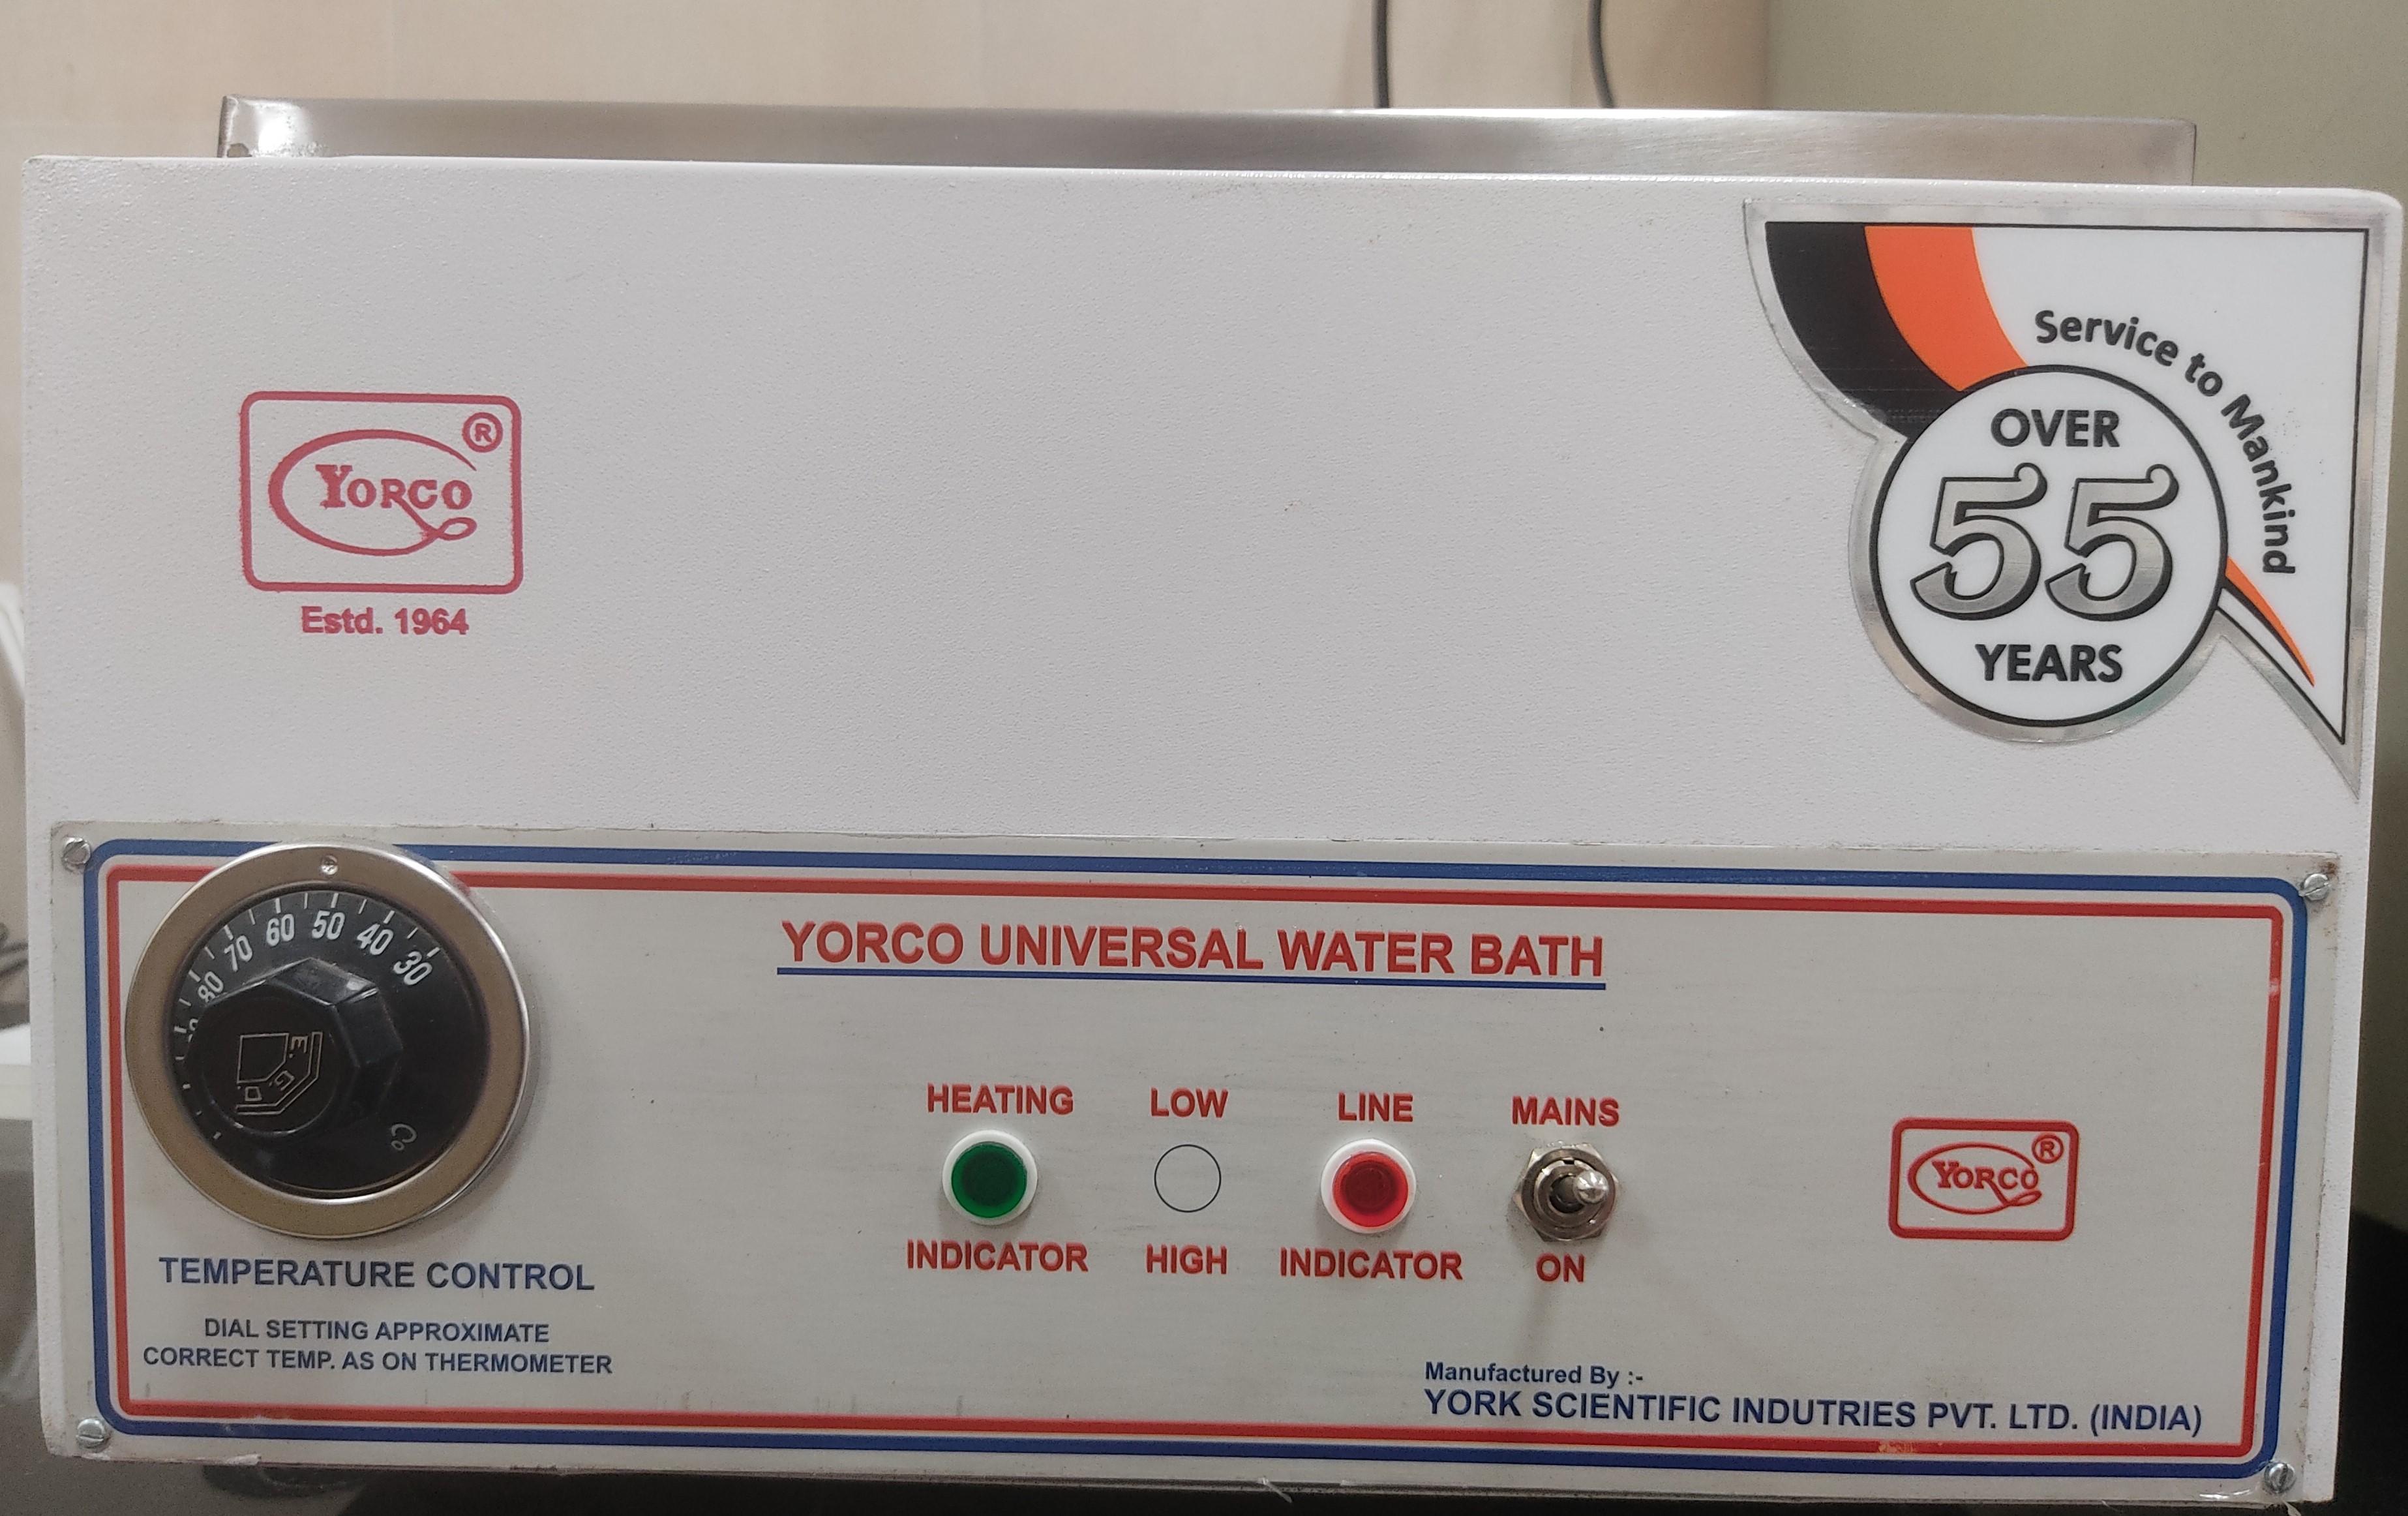 YORCO ®
Estd. 1964
Service to Mankind
OVER
55
YEARS
30
40
50
60
70
80
E.G.O.
C°
YORCO UNIVERSAL WATER BATH
HEATING
INDICATOR
LOW
HIGH
LINE
INDICATOR
MAINS
ON
YORCO ®
TEMPERATURE CONTROL
DIAL SETTING APPROXIMATE
CORRECT TEMP. AS ON THERMOMETER
Manufactured By :-
YORK SCIENTIFIC INDUTRIES PVT. LTD. (INDIA)